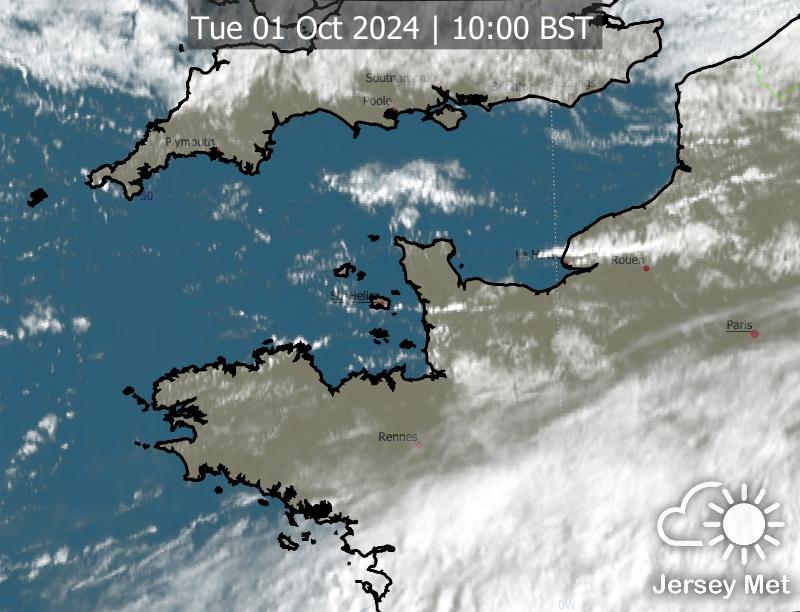 Tue 01 Oct 2024 | 10:00 BST
Southampton
Poole
Plymouth
50
Le H
Rouen
St. Helier
Paris
Rennes
Jersey Met
0W